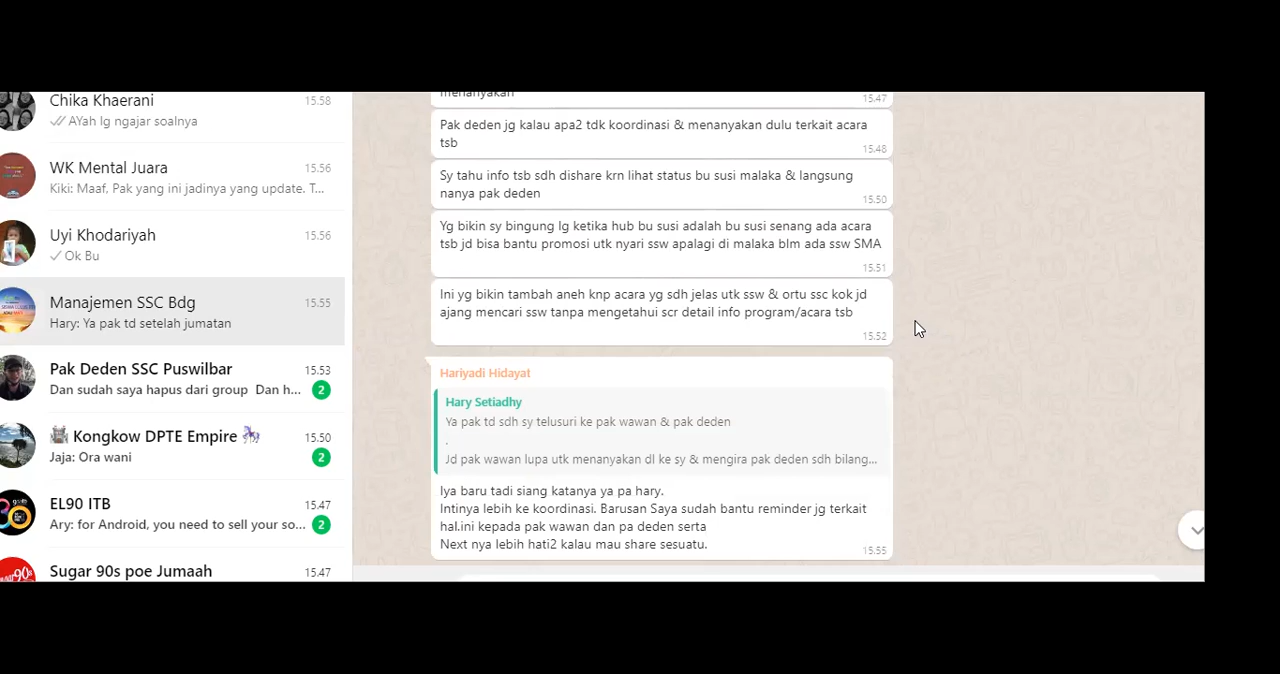 Chika Khaerani
15.58
AYah lg ngajar soalnya
WK Mental Juara
15.56
Kiki: Maaf, Pak yang ini jadinya yang update. T...
Uyi Khodariyah
15.56
Ok Bu
Manajemen SSC Bdg
15.55
Hary: Ya pak td setelah jumatan
Pak Deden SSC Puswilbar
15.53
Dan sudah saya hapus dari group Dan h...
2
Kongkow DPTE Empire
15.50
Jaja: Ora wani
2
EL90 ITB
15.47
Ary: for Android, you need to sell your so...
2
Sugar 90s poe Jumaah
15.47
menanyakan
15.47
Pak deden jg kalau apa2 tdk koordinasi & menanyakan dulu terkait acara
tsb
15.48
Sy tahu info tsb sdh dishare krn lihat status bu susi malaka & langsung
nanya pak deden
15.50
Yg bikin sy bingung lg ketika hub bu susi adalah bu susi senang ada acara
tsb jd bisa bantu promosi utk nyari ssw apalagi di malaka blm ada ssw SMA
15.51
Ini yg bikin tambah aneh knp acara yg sdh jelas utk ssw & ortu ssc kok jd
ajang mencari ssw tanpa mengetahui scr detail info program/acara tsb
15.52
Hariyadi Hidayat
Hary Setiadhy
Ya pak td sdh sy telusuri ke pak wawan & pak deden
.
Jd pak wawan lupa utk menanyakan dl ke sy & mengira pak deden sdh bilang...
Iya baru tadi siang katanya ya pa hary.
Intinya lebih ke koordinasi. Barusan Saya sudah bantu reminder jg terkait
hal.ini kepada pak wawan dan pa deden serta
Next nya lebih hati2 kalau mau share sesuatu.
15.55